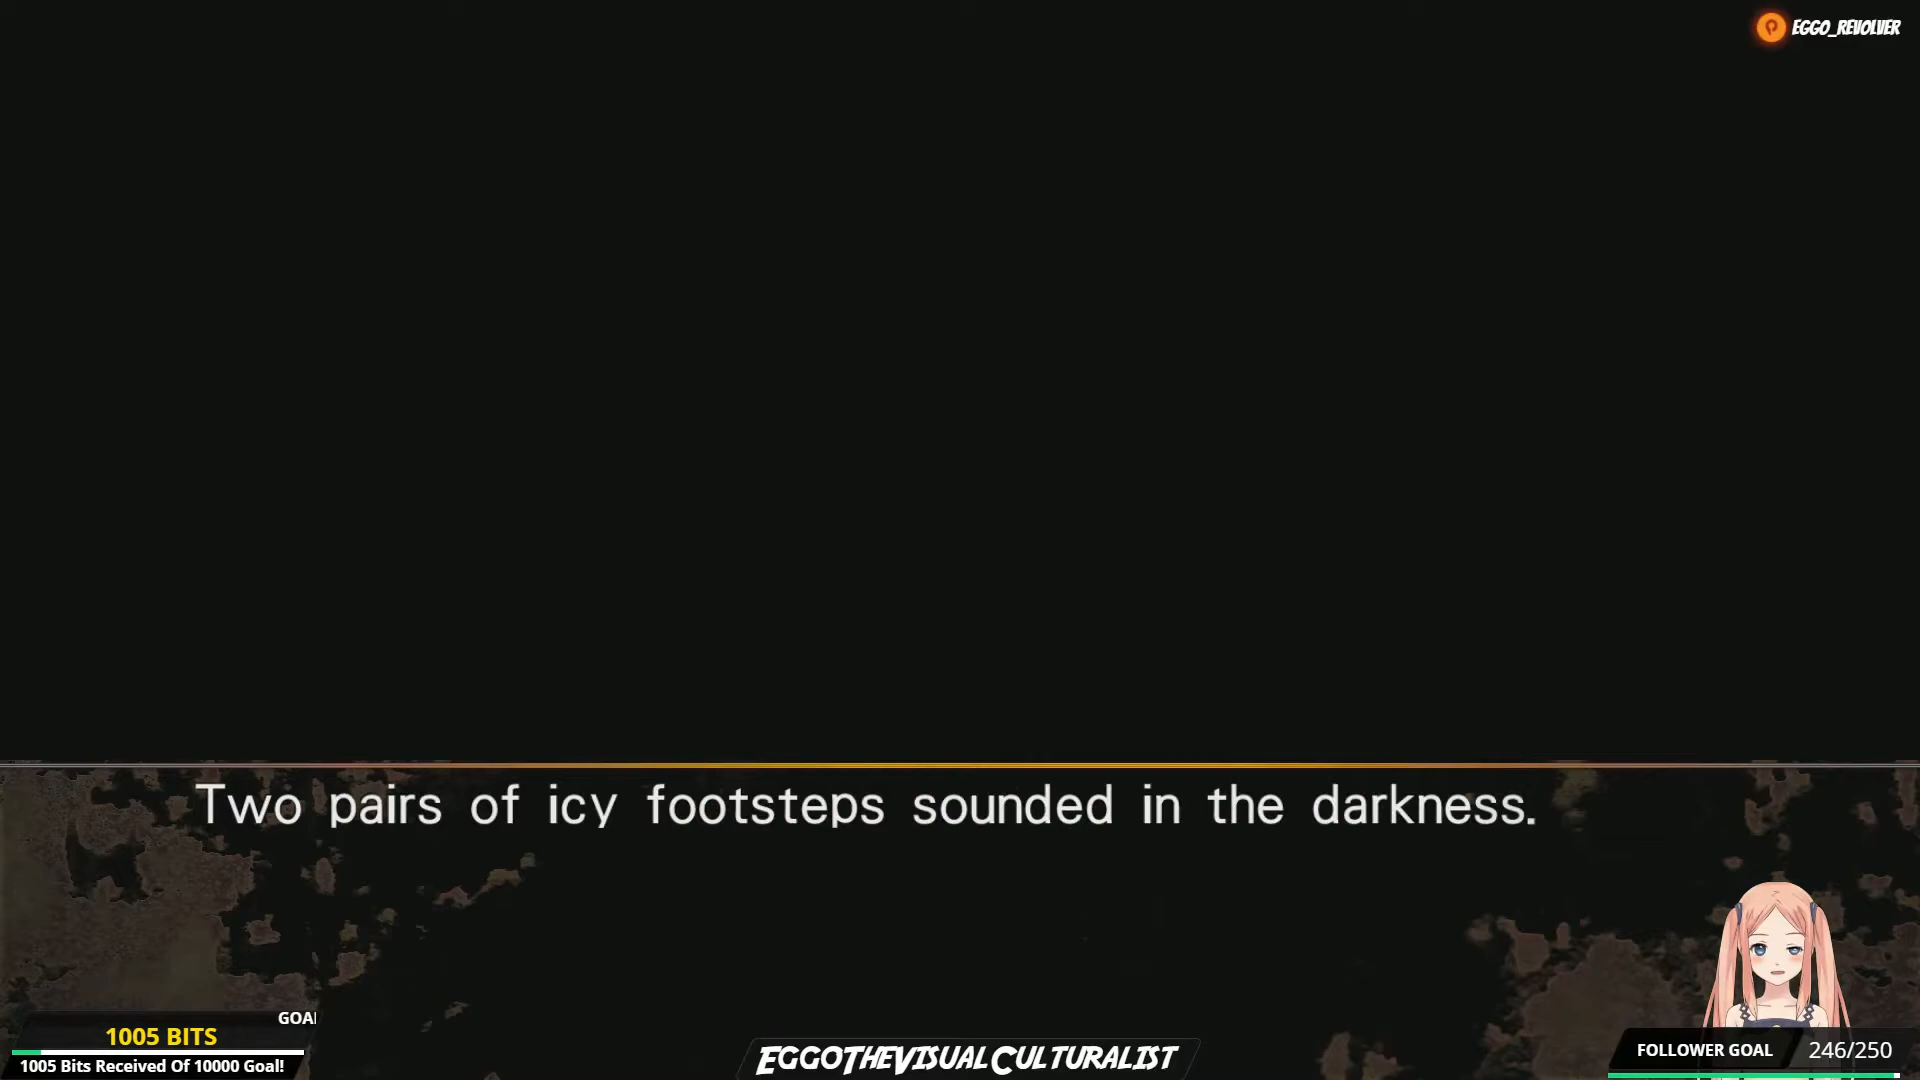 EGGO_REVOLVER
Two pairs of icy footsteps sounded in the darkness.
GOAL
1005 BITS
1005 Bits Received Of 10000 Goal!
EGGOTHEVISUALCULTURALIST
FOLLOWER GOAL 246/250